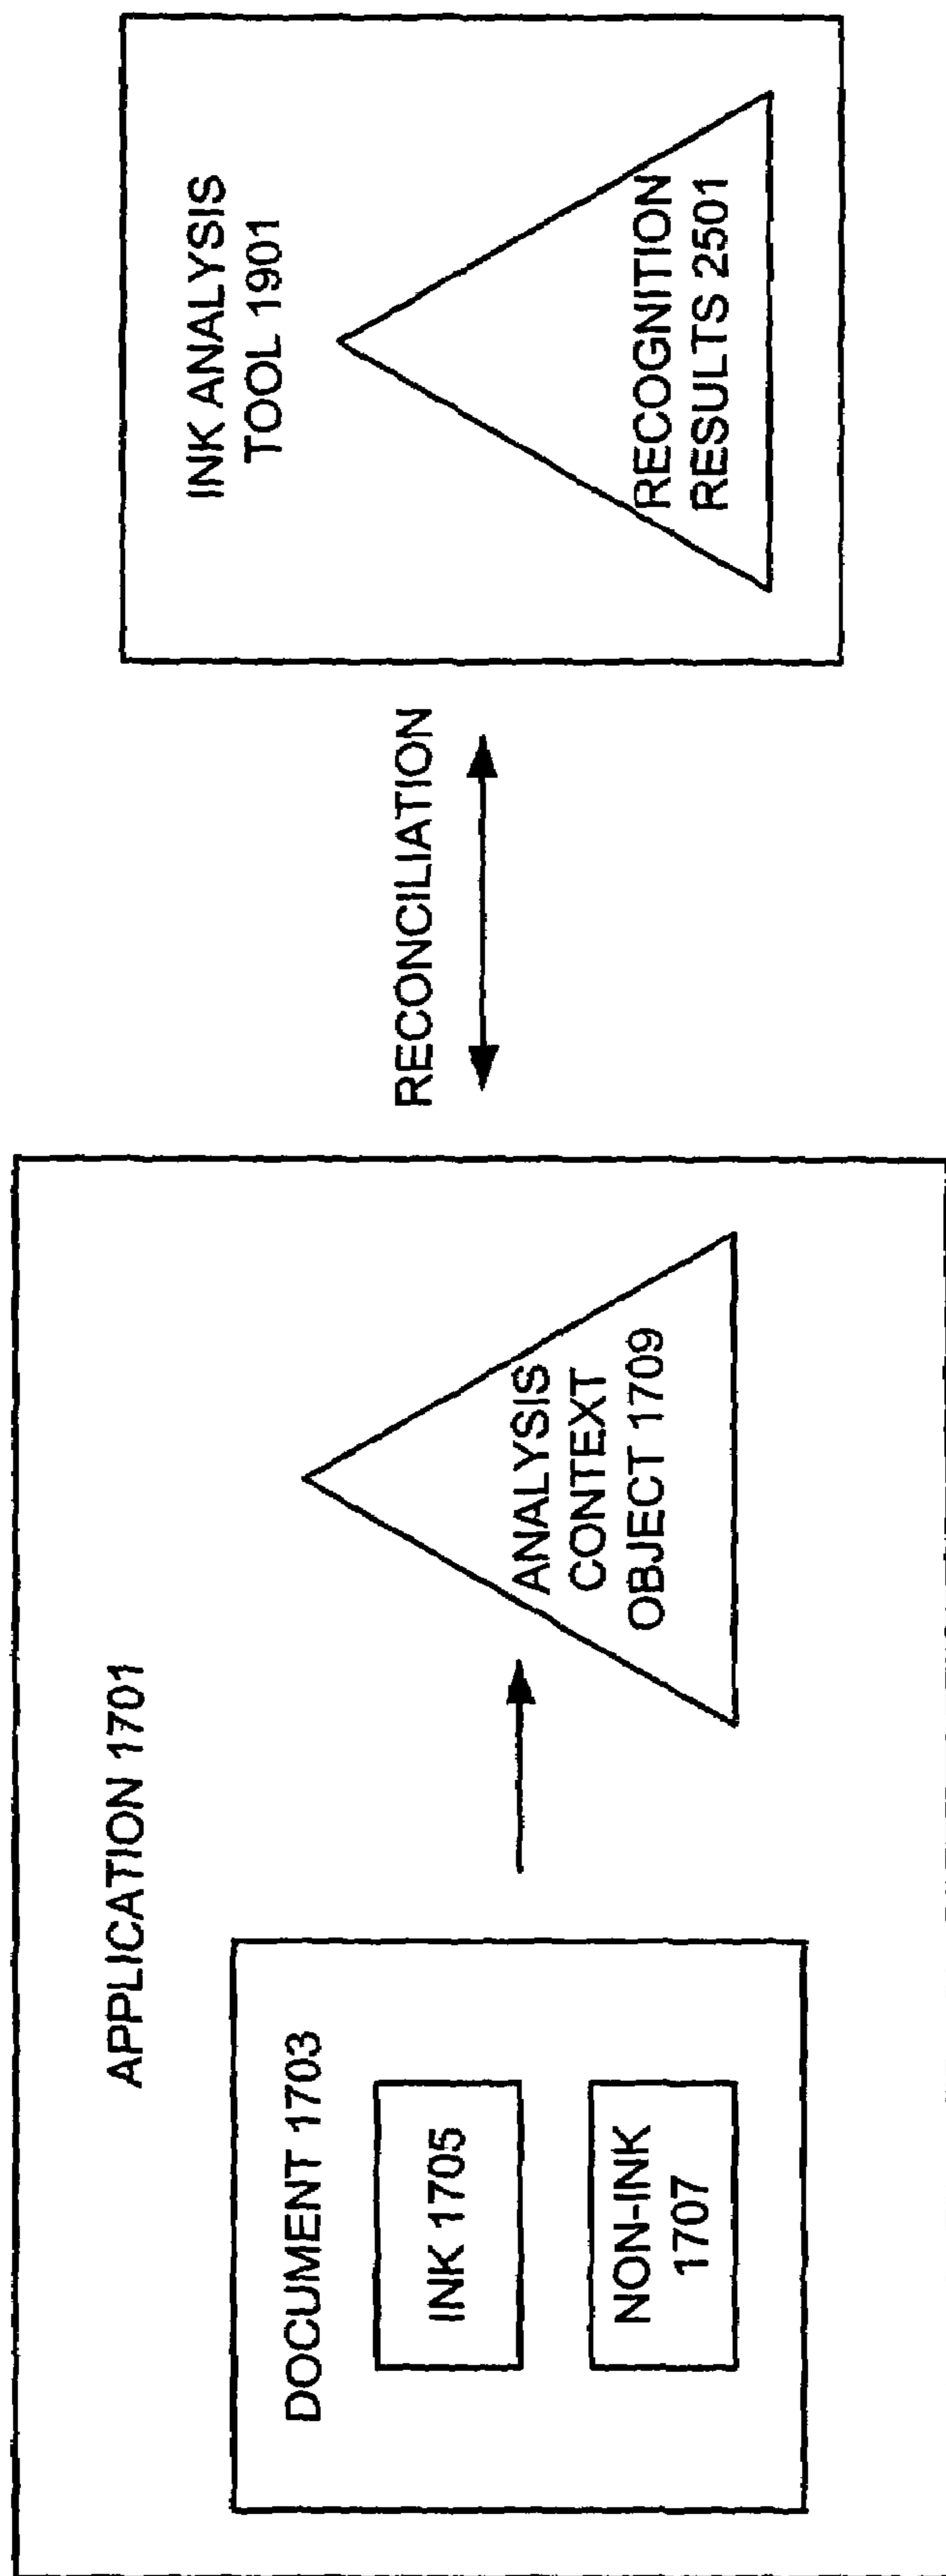 APPLICATION 1701
DOCUMENT 1703
INK 1705
NON-INK
1707
ANALYSIS
CONTEXT
OBJECT 1709
RECONCILIATION
INK ANALYSIS
TOOL 1901
RECOGNITION
RESULTS 2501